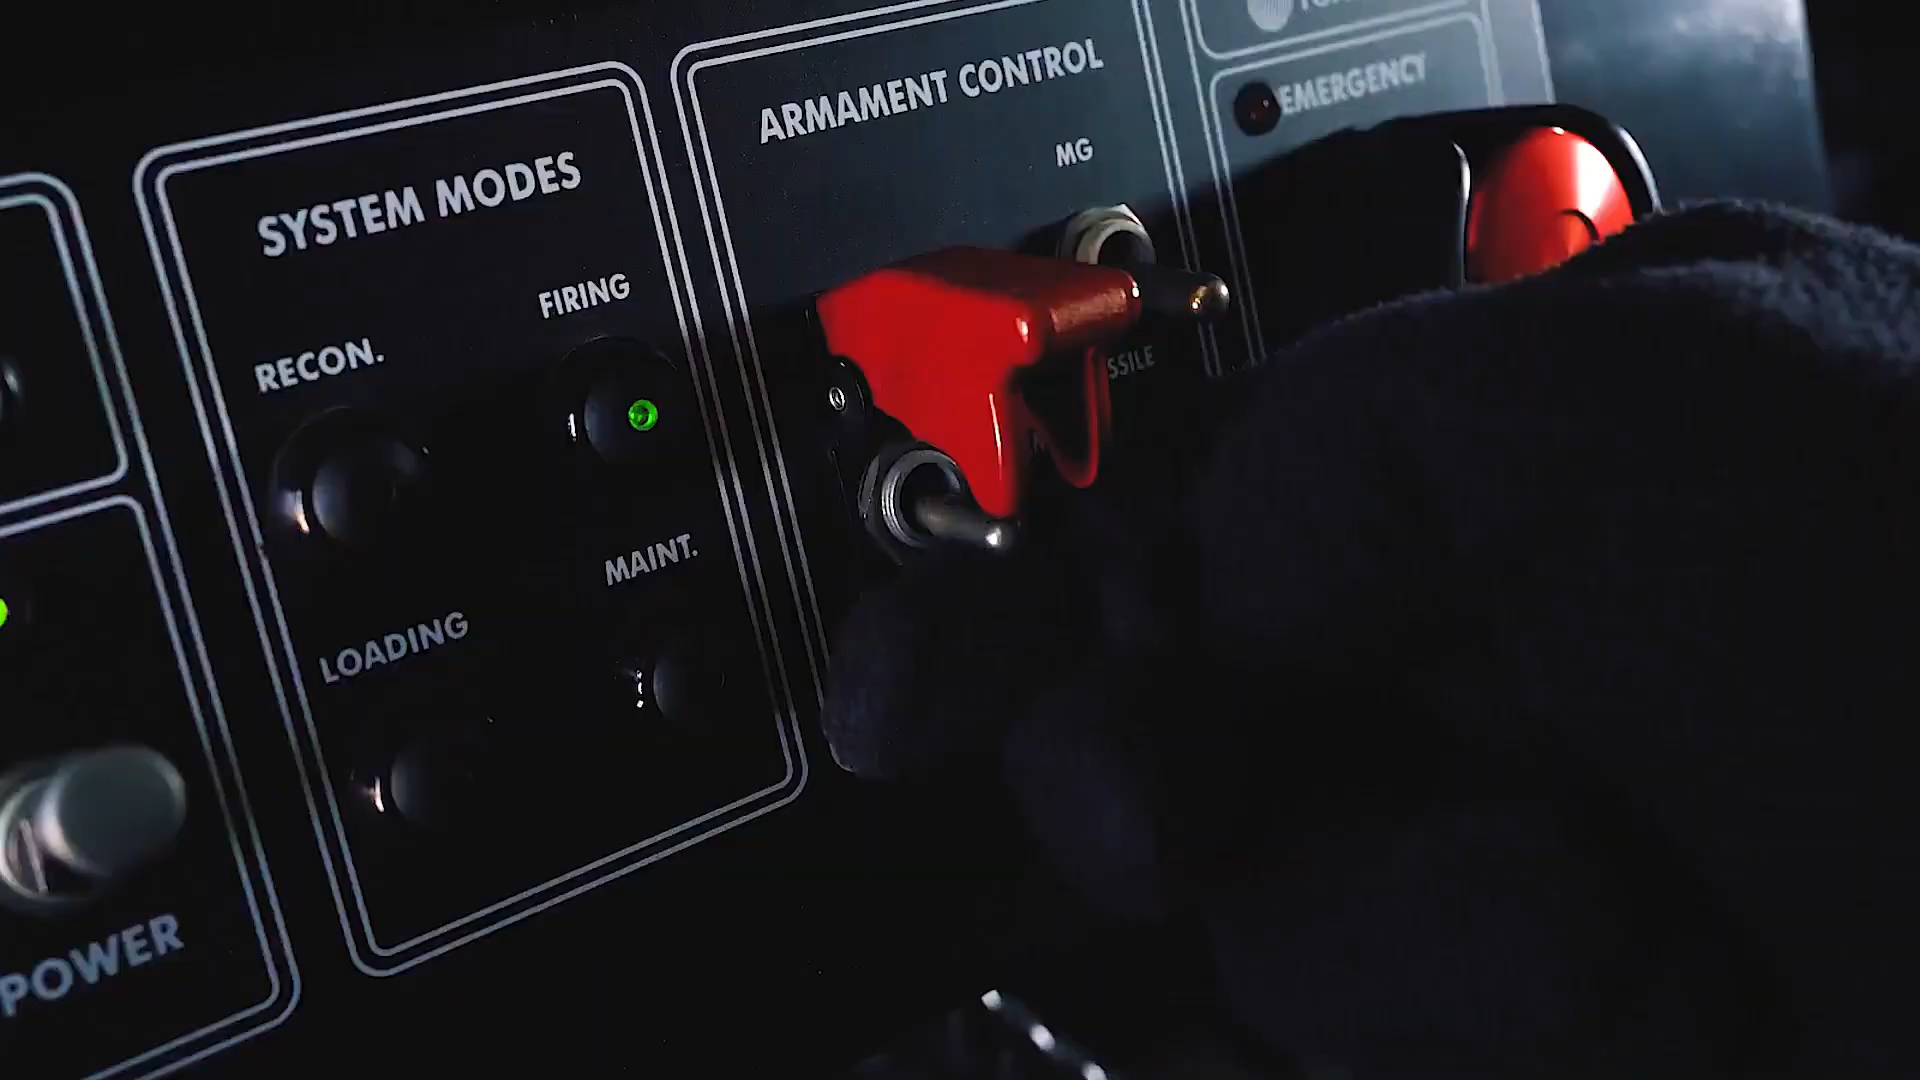 SYSTEM MODES
RECON.
FIRING
LOADING
MAINT.
POWER
ARMAMENT CONTROL
MG
EMERGENCY